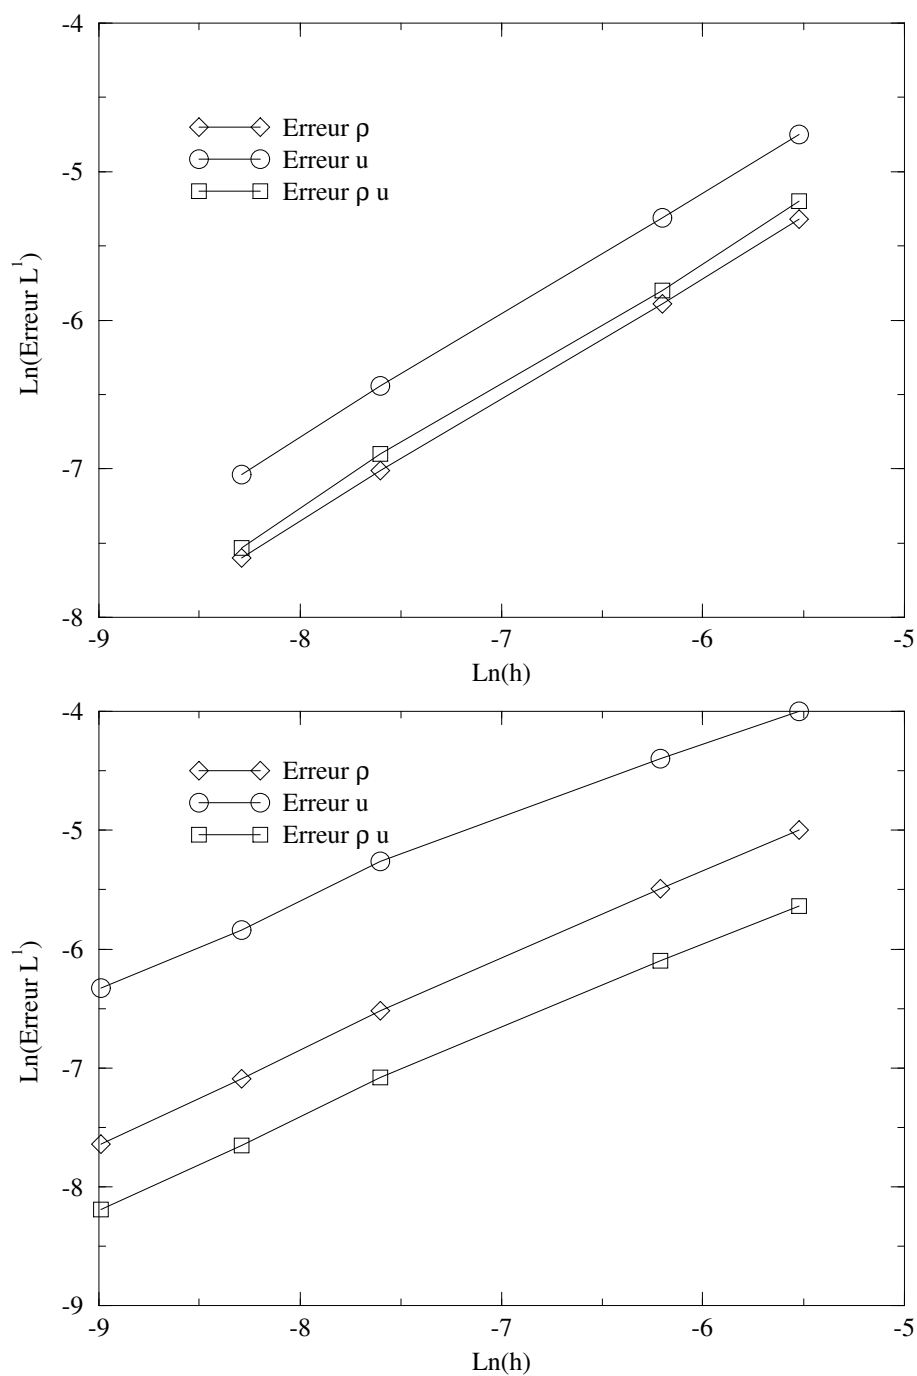 -4
Erreur ρ
Erreur u
Erreur ρ u
-5
Ln(Erreur L¹)
-6
-7
-8
-9 -8 -7 -6 -5
Ln(h)
-4
Erreur ρ
Erreur u
Erreur ρ u
-5
-6
Ln(Erreur L¹)
-7
-8
-9
-9 -8 -7 -6 -5
Ln(h)